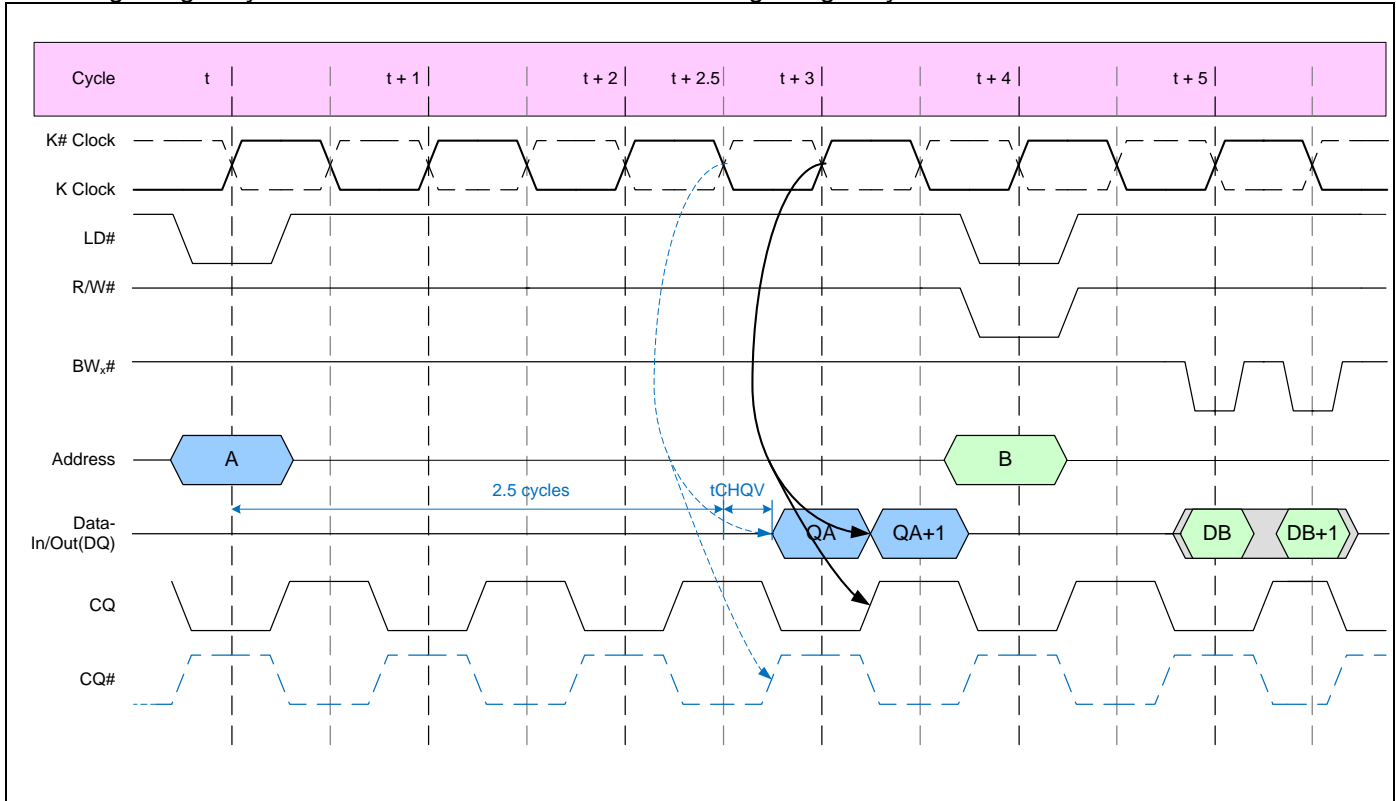 Cycle t t + 1 t + 2 t + 2.5 t + 3 t + 4 t + 5
K# Clock
K Clock
LD#
R/W#
BWx#
Address A B
2.5 cycles tCHQV
Data-
In/Out(DQ) QA QA+1 DB DB+1
CQ
CQ#